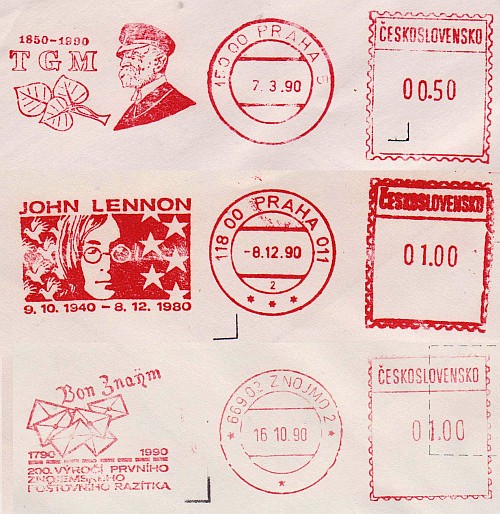 1850-1990
TGM
150 00 PRAHA 5
7.3.90
ČESKOSLOVENSKO
00.50
JOHN LENNON
9. 10. 1940 – 8. 12. 1980
118 00 PRAHA 011
-8.12.90
2
ČESKOSLOVENSKO
01.00
Von Znaÿm
1790 1990
200. VÝROČÍ PRVNÍHO
ZNOJEMSKÉHO
POŠTOVNÍHO RAZÍTKA
669 02 ZNOJMO 2
16 10.90
ČESKOSLOVENSKO
01.00